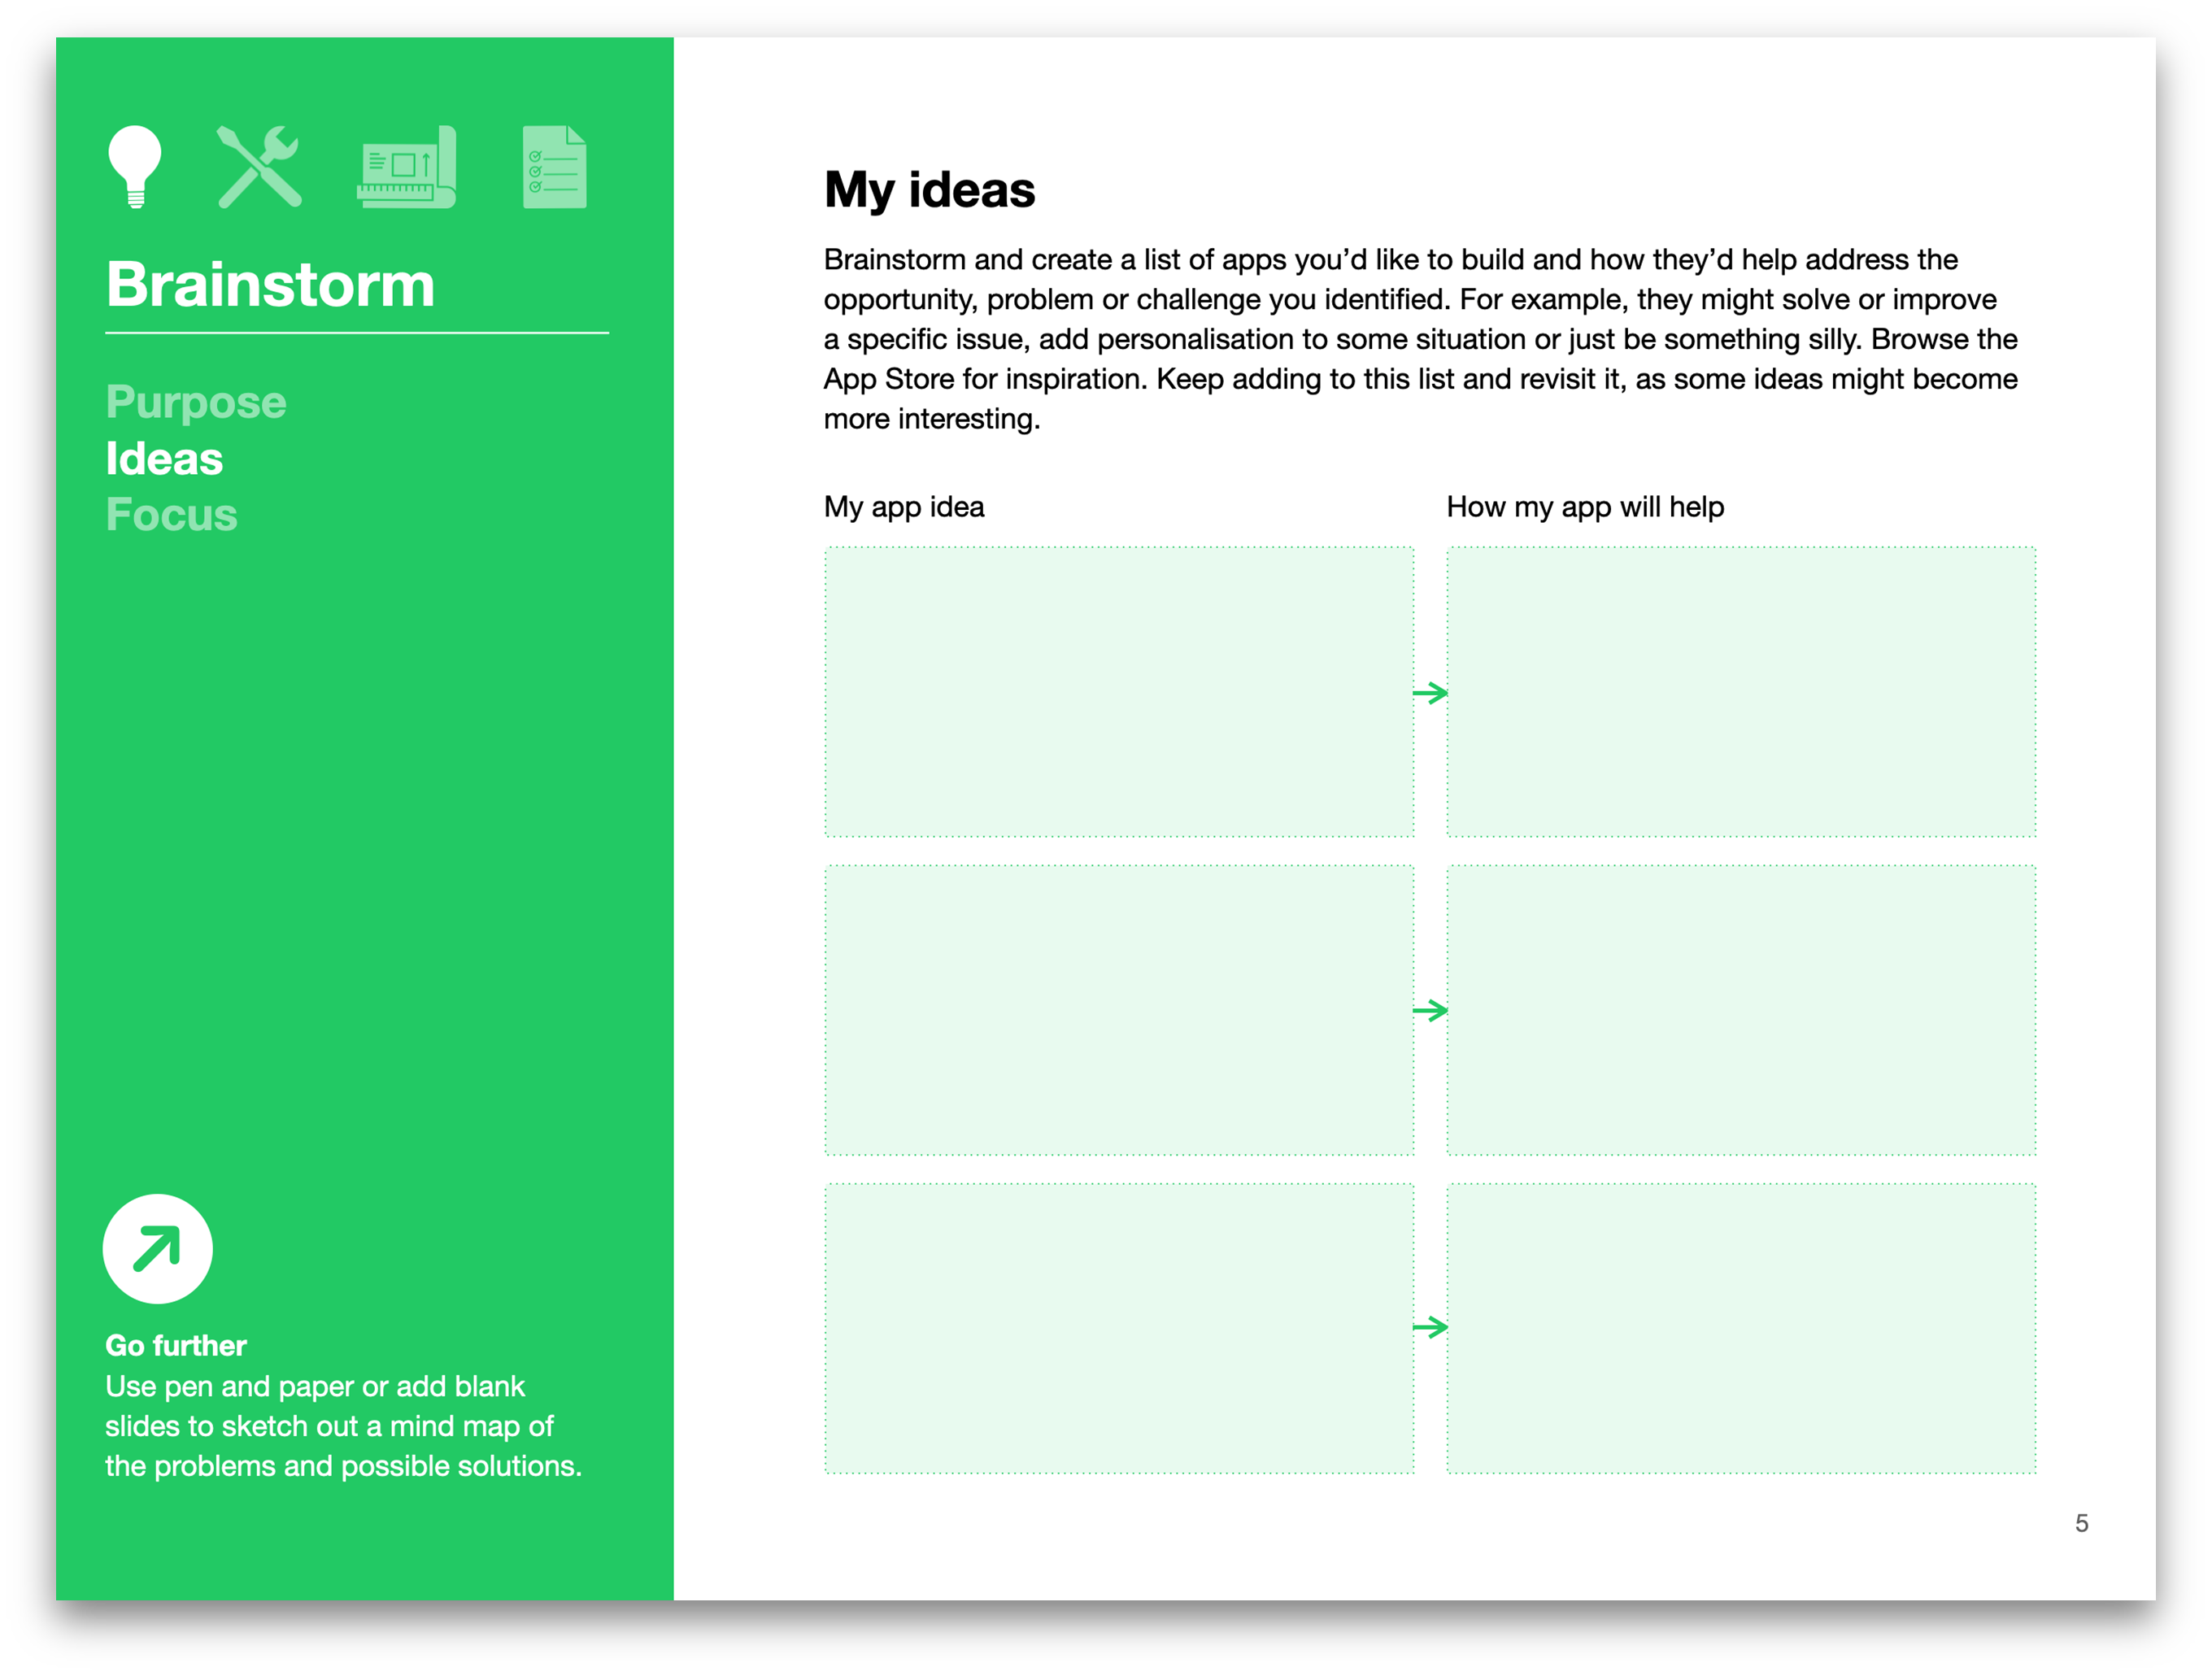 Brainstorm
Purpose
Ideas
Focus
Go further
Use pen and paper or add blank
slides to sketch out a mind map of
the problems and possible solutions.
My ideas
Brainstorm and create a list of apps you’d like to build and how they’d help address the
opportunity, problem or challenge you identified. For example, they might solve or improve
a specific issue, add personalisation to some situation or just be something silly. Browse the
App Store for inspiration. Keep adding to this list and revisit it, as some ideas might become
more interesting.
My app idea
How my app will help
5